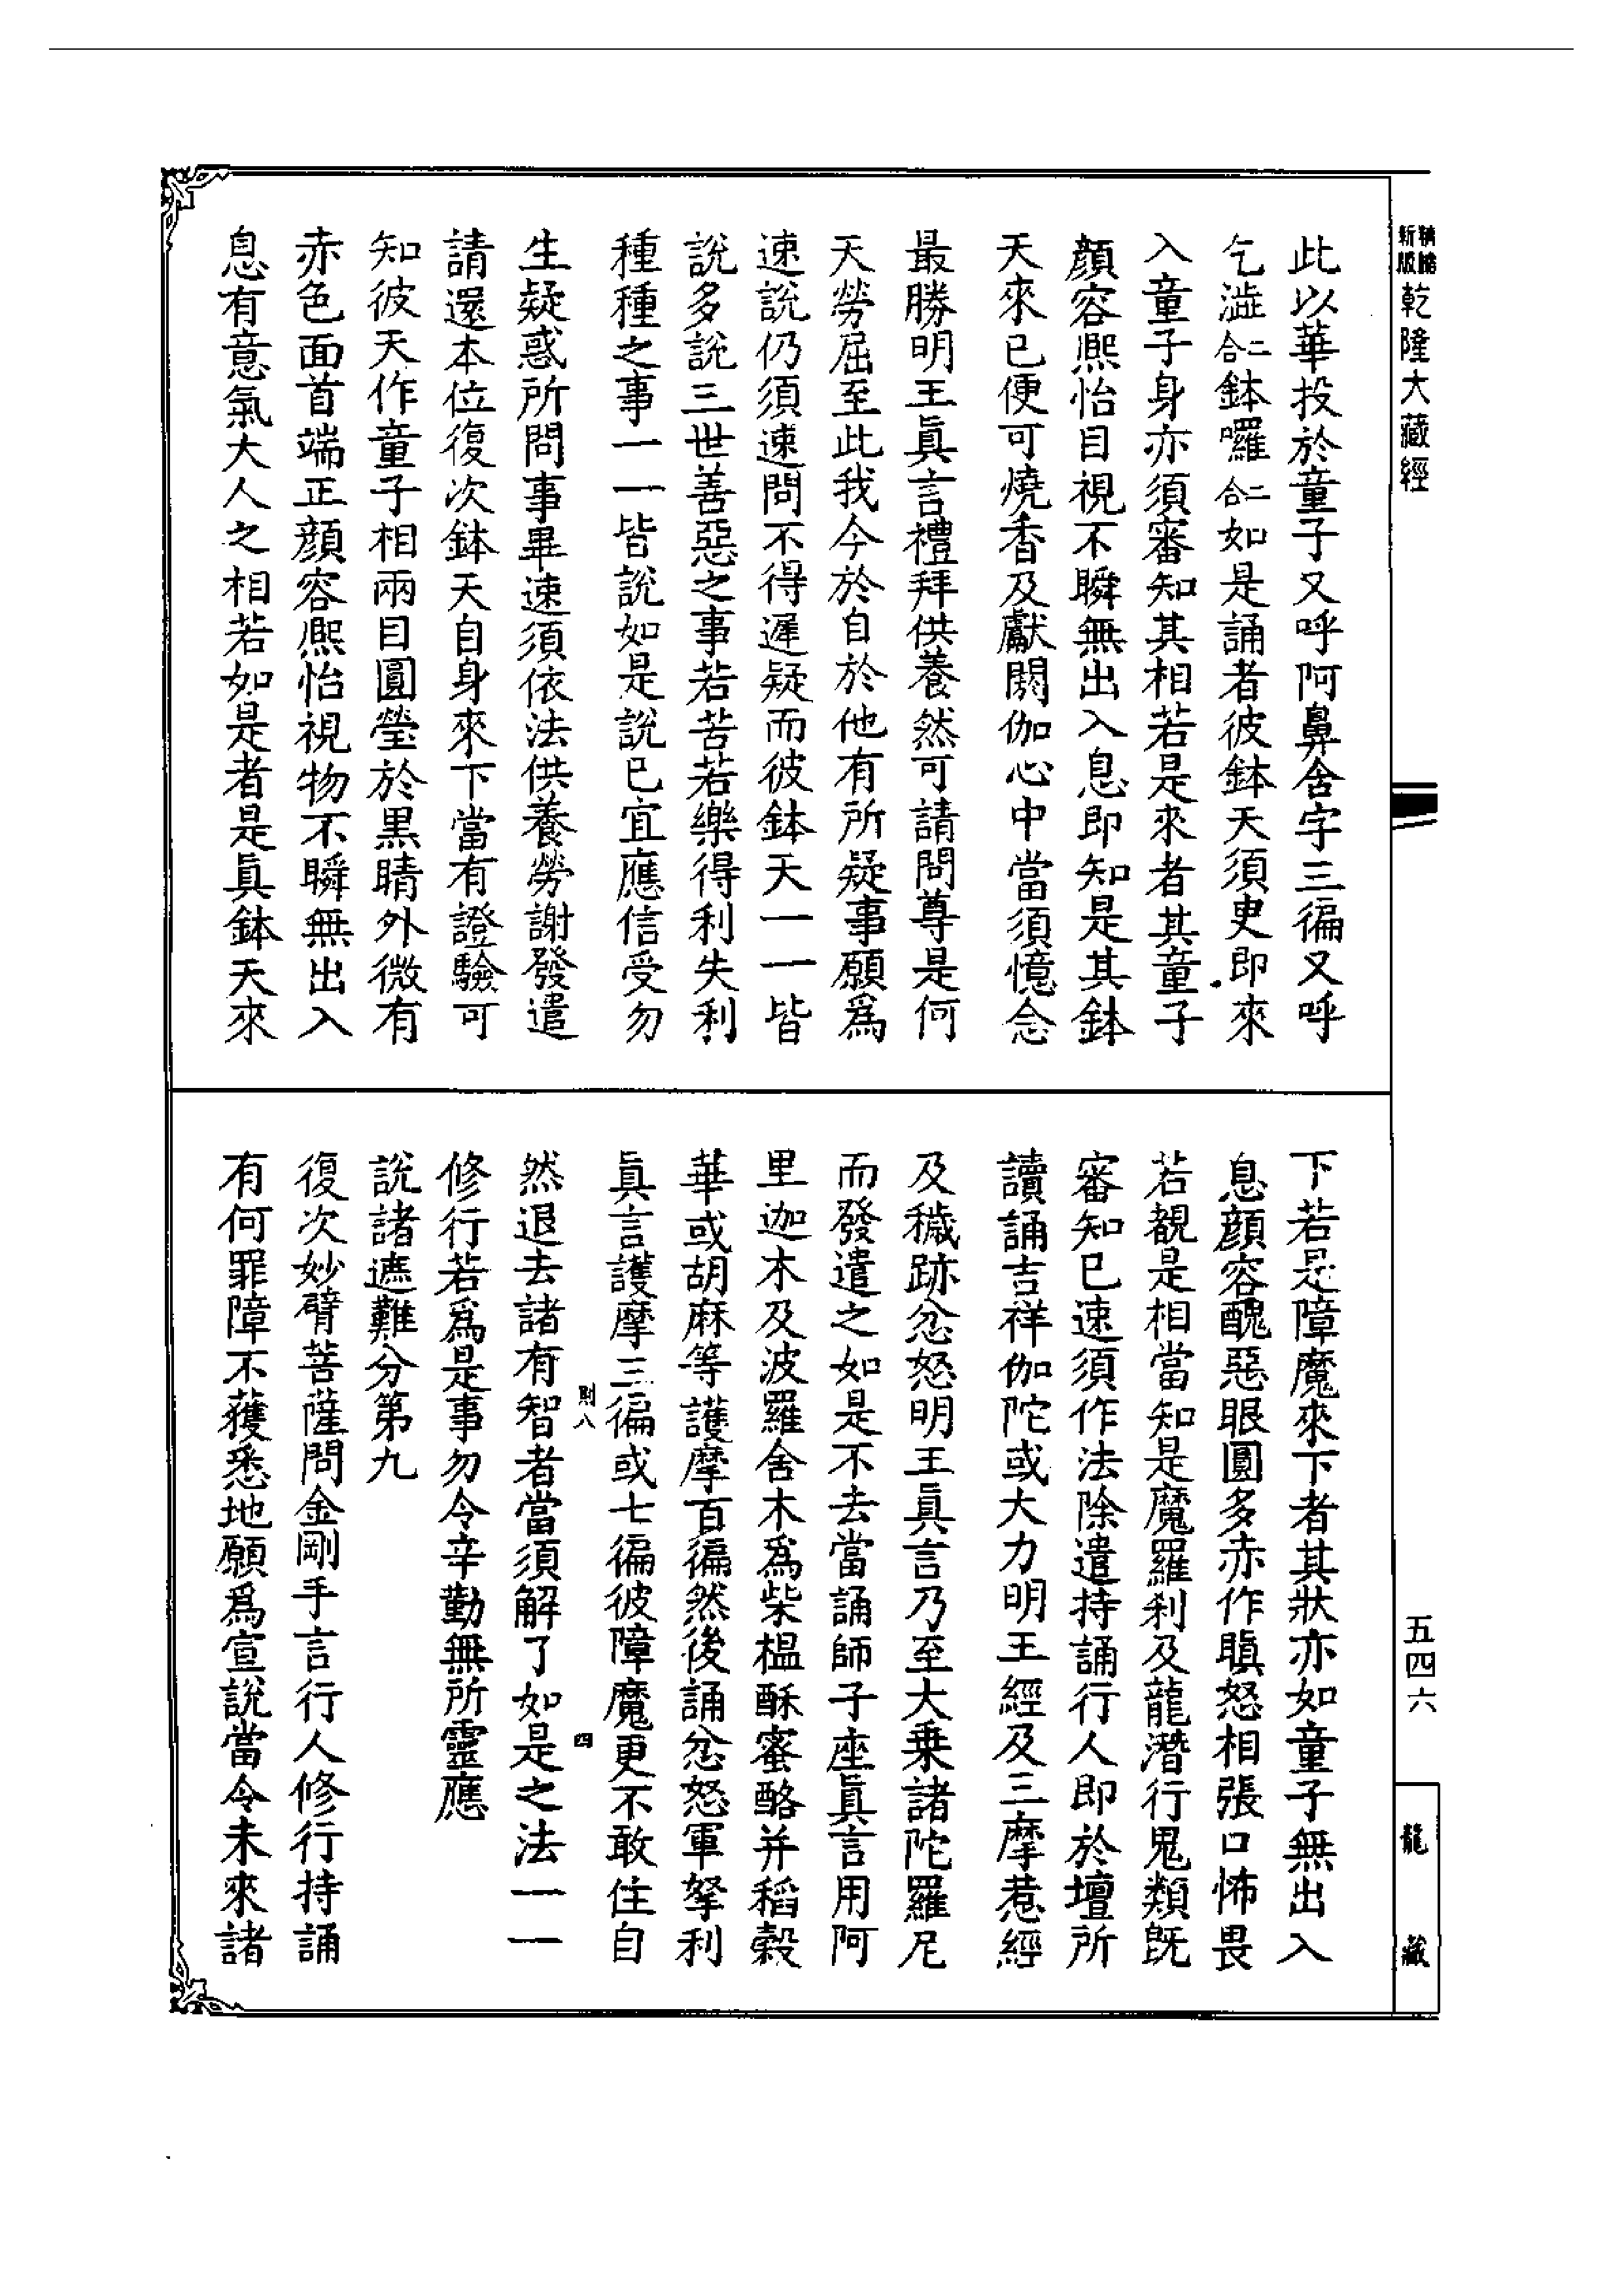 精縮新版乾隆大藏經
此以華投於童子又呼阿鼻舍字三徧又呼
乞澁二合鉢囉二合如是誦者彼鉢天須臾即來
入童子身亦須審知其相若是來者其童子
顏容熈怡目視不瞬無出入息即知是其鉢
天來已便可燒香及獻閼伽心中當須憶念
最勝明王眞言禮拜供養然可請問尊是何
天勞屈至此我今於自於他有所疑事願爲
速說仍須速問不得遲疑而彼鉢天一一皆
說多說三世善惡之事若苦若樂得利失利
種種之事一一皆說如是說已宜應信受勿
生疑惑所問事畢速須依法供養勞謝發遣
請還本位復次鉢天自身來下當有證驗可
知彼天作童子相兩目圓瑩於黒睛外微有
赤色面首端正顏容熈怡視物不瞬無出入
息有意氣大人之相若如是者是眞鉢天來
下若是障魔來下者其狀亦如童子無出入
息顏容醜惡眼圓多赤作瞋怒相張口怖畏
若覩是相當知是魔羅利及龍潛行鬼類旣
審知已速須作法除遣持誦行人即於壇所
讀誦吉祥伽陀或大力明王經及三摩惹經
及穢跡忿怒明王眞言乃至大乗諸陀羅尼
而發遣之如是不去當誦師子座眞言用阿
里迦木及波羅舍木爲柴榅酥蜜酪并稻穀
華或胡麻等護摩百徧然後誦忿怒軍拏利
眞言護摩三徧或七徧彼障魔更不敢住自
則八 四
然退去諸有智者當須解了如是之法一一
修行若爲是事勿令辛勤無所靈應
說諸遮難分第九
復次妙臂菩薩問金剛手言行人修行持誦
有何罪障不獲悉地願爲宣說當令未來諸
五四六
龍藏